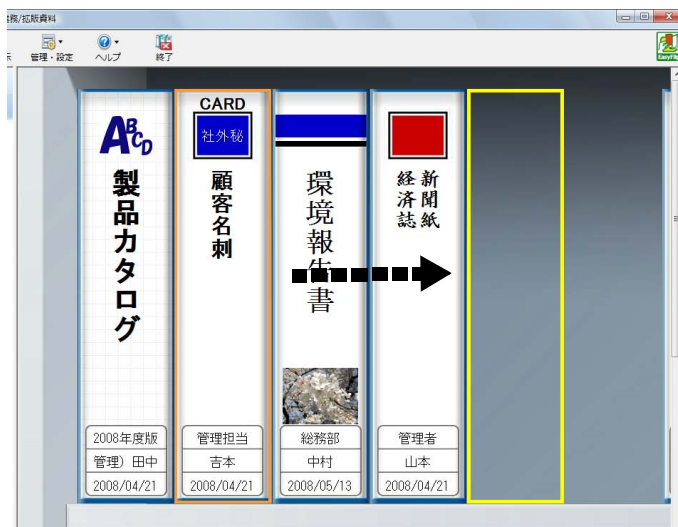 務/拡販資料
管理・設定
ヘルプ
終了
EasyFile
ABCD
製品カタログ
2008年度版
管理）田中
2008/04/21
CARD
社外秘
顧客名刺
管理担当
吉本
2008/04/21
環境報告書
総務部
中村
2008/05/13
新聞紙
経済誌
管理者
山本
2008/04/21